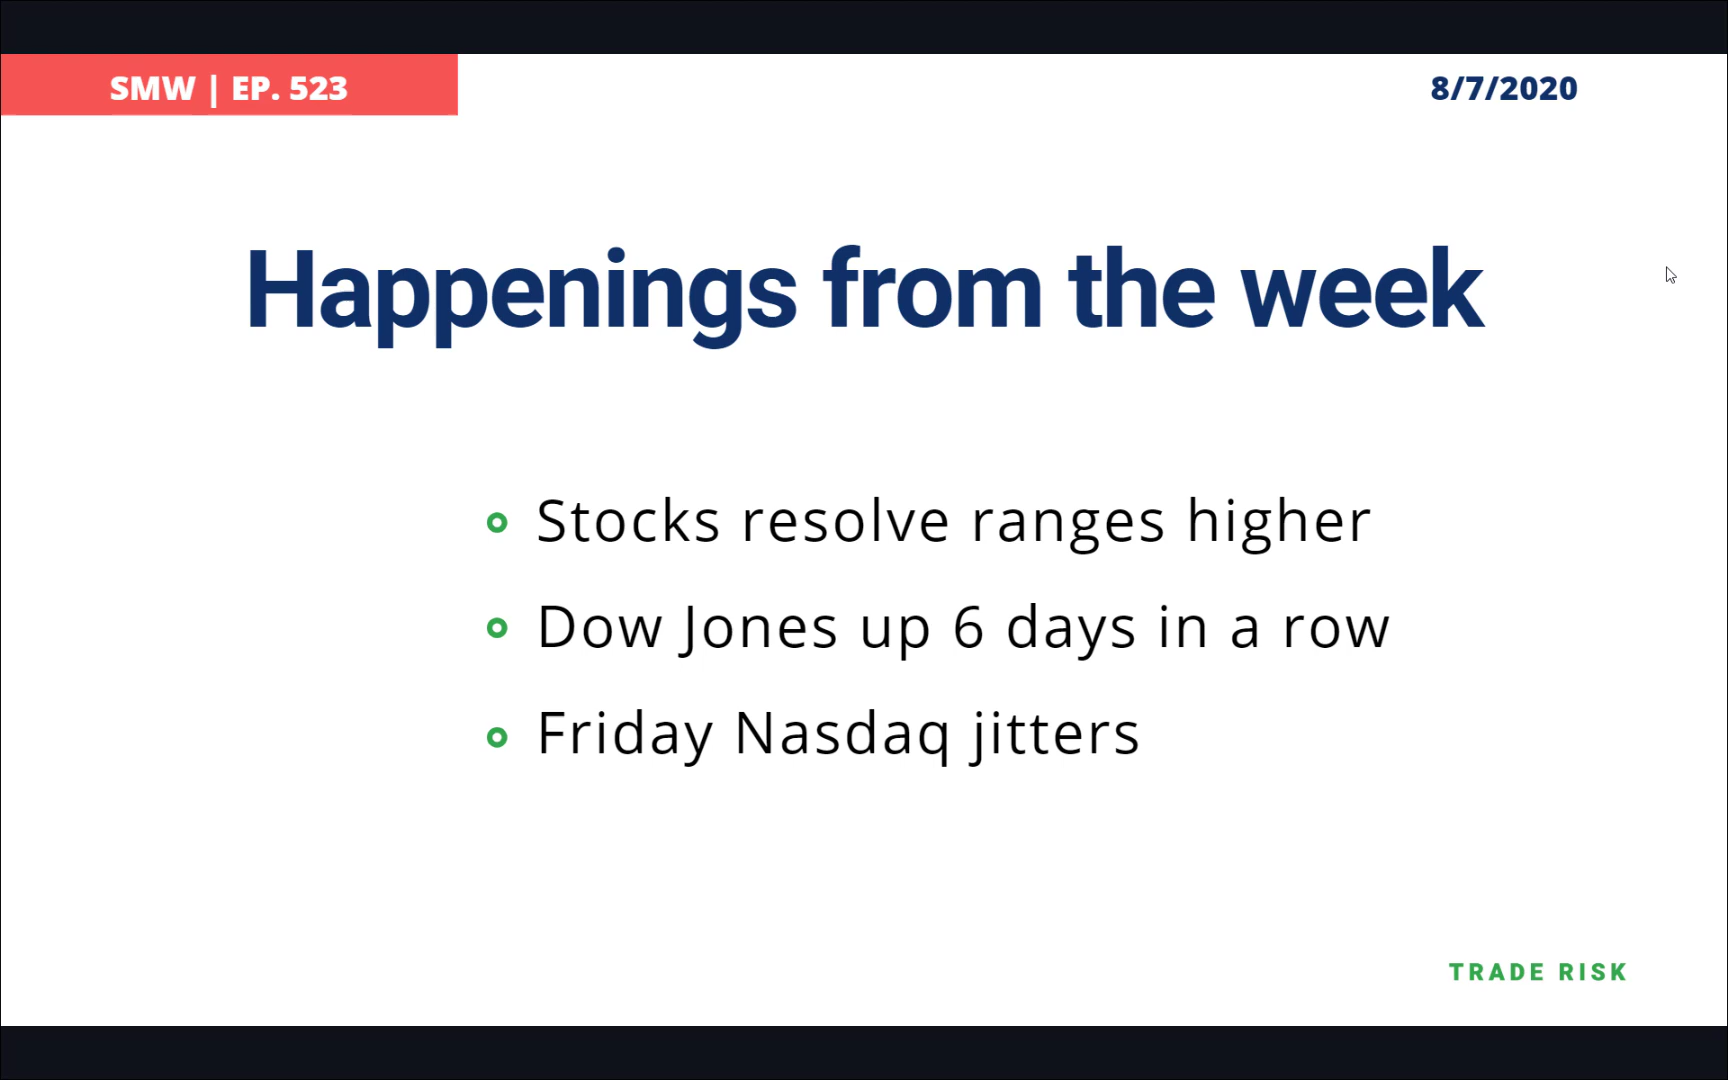 SMW | EP. 523
8/7/2020
Happenings from the week
Stocks resolve ranges higher
Dow Jones up 6 days in a row
Friday Nasdaq jitters
TRADE RISK